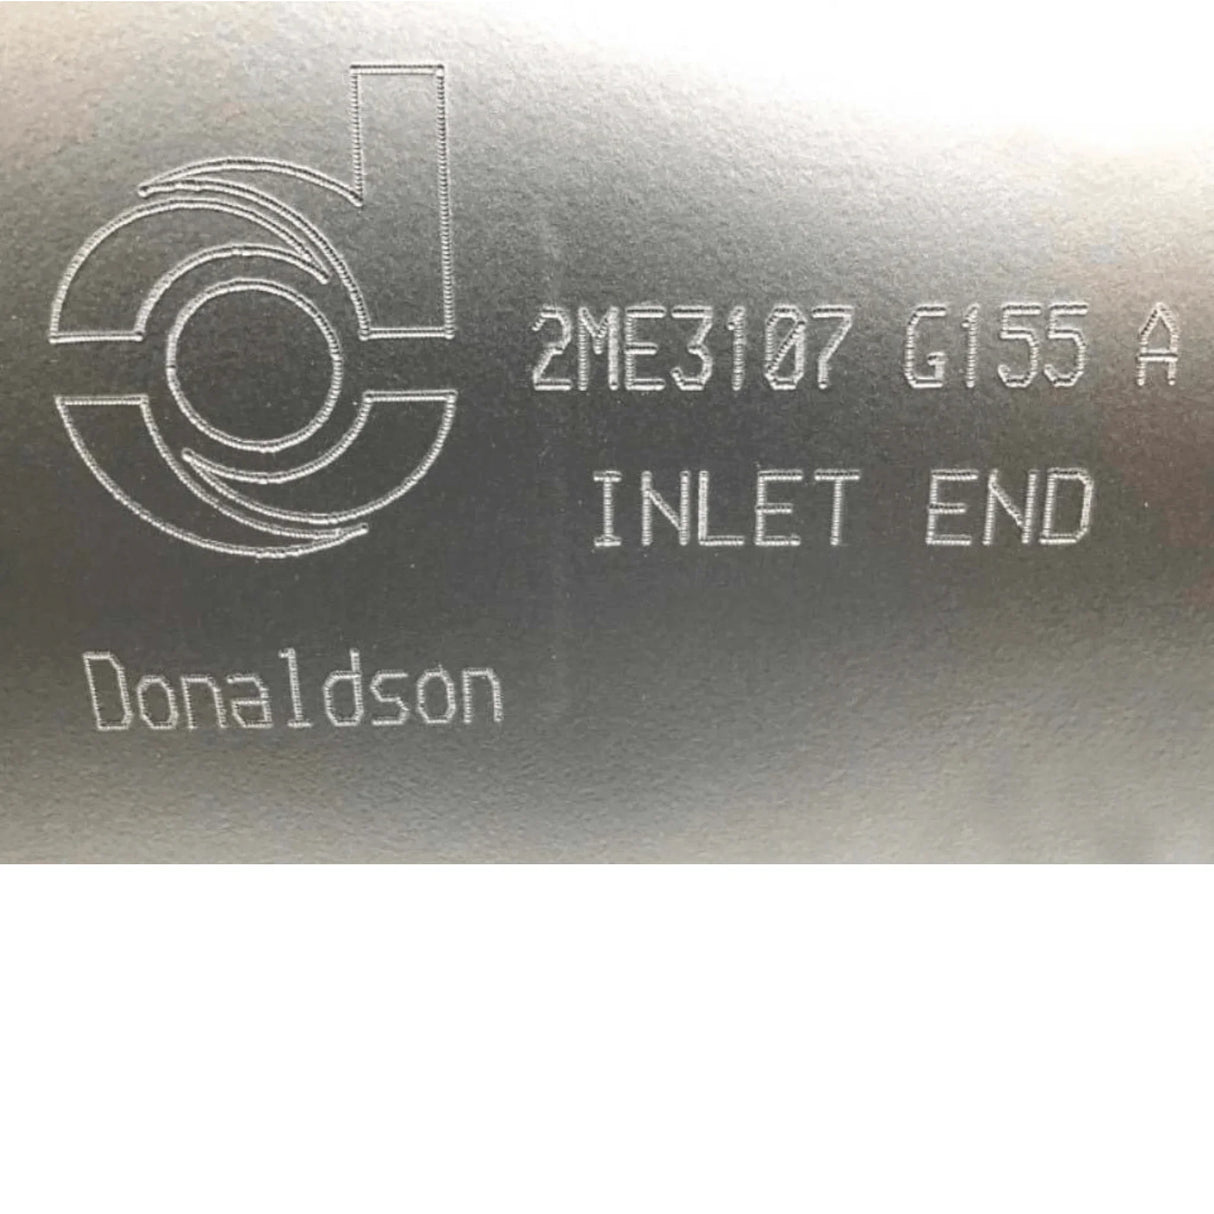 2ME3107 G155 A
INLET END
Donaldson